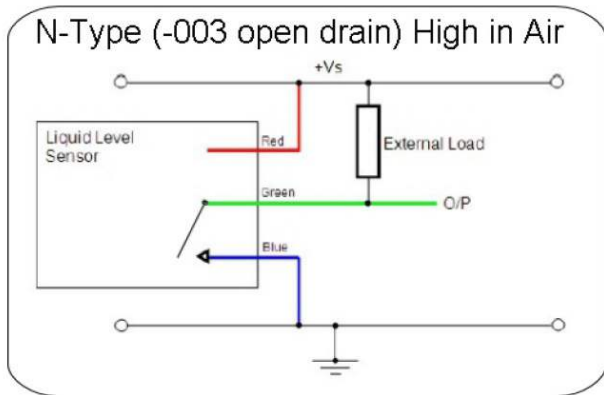 N-Type (-003 open drain) High in Air
+Vs
Liquid Level
Sensor
Red
External Load
Green
O/P
Blue